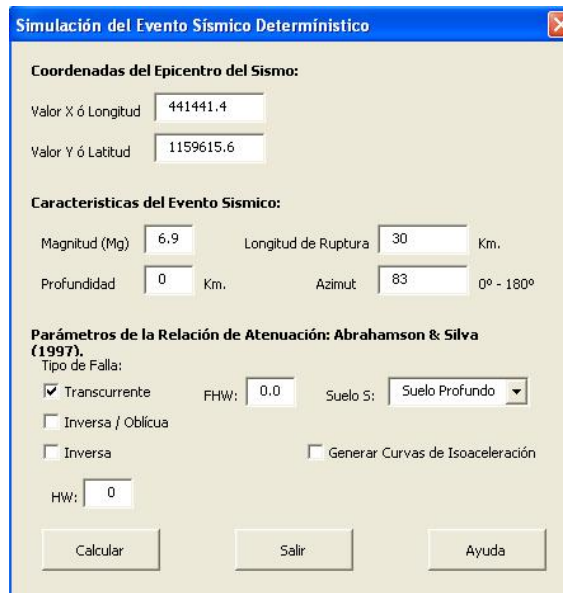 Simulación del Evento Sísmico Determínistico
Coordenadas del Epicentro del Sismo:
Valor X ó Longitud 441441.4
Valor Y ó Latitud 1159615.6
Caracteristicas del Evento Sismico:
Magnitud (Mg) 6.9 Longitud de Ruptura 30 Km.
Profundidad 0 Km. Azimut 83 0º - 180º
Parámetros de la Relación de Atenuación: Abrahamson & Silva
(1997).
Tipo de Falla:
Transcurrente FHW: 0.0 Suelo S: Suelo Profundo
Inversa / Oblícua
Inversa Generar Curvas de Isoaceleración
HW: 0
Calcular Salir Ayuda